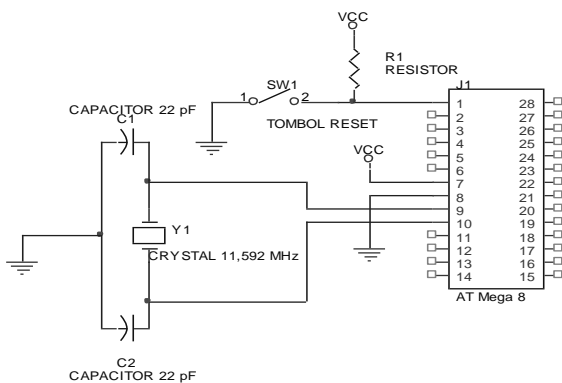 VCC
R1
RESISTOR
SW1
1
2
TOMBOL RESET
J1
CAPACITOR 22 pF
C1
VCC
Y1
CRYSTAL 11,592 MHz
C2
CAPACITOR 22 pF
1 28
2 27
3 26
4 25
5 24
6 23
7 22
8 21
9 20
10 19
11 18
12 17
13 16
14 15
AT Mega 8